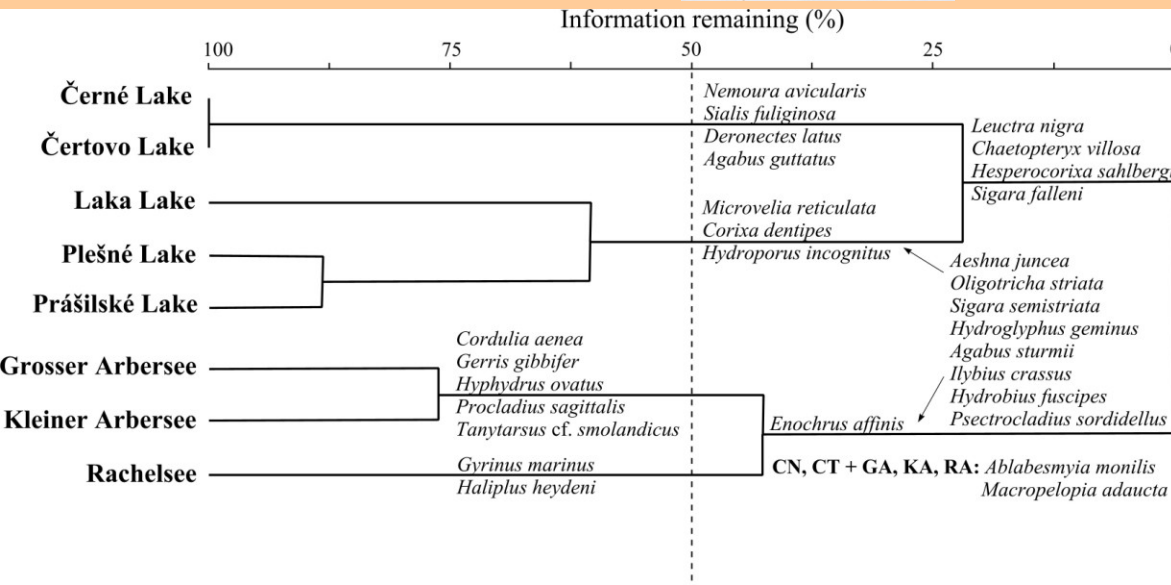 Information remaining (%)
100 75 50 25
Černé Lake
Čertovo Lake
Laka Lake
Plešné Lake
Prášilské Lake
Grosser Arbersee
Kleiner Arbersee
Rachelsee
Nemoura avicularis
Sialis fuliginosa
Deronectes latus
Agabus guttatus
Leuctra nigra
Chaetopteryx villosa
Hesperocorixa sahlbergi
Sigara falleni
Microvelia reticulata
Corixa dentipes
Hydroporus incognitus
Aeshna juncea
Oligotricha striata
Sigara semistriata
Hydroglyphus geminus
Agabus sturmii
Ilybius crassus
Hydrobius fuscipes
Psectrocladius sordidellus
Cordulia aenea
Gerris gibbifer
Hyphydrus ovatus
Procladius sagittalis
Tanytarsus cf. smolandicus
Enochrus affinis
Gyrinus marinus
Haliplus heydeni
CN, CT + GA, KA, RA: Ablabesmyia monilis
Macropelopia adaucta